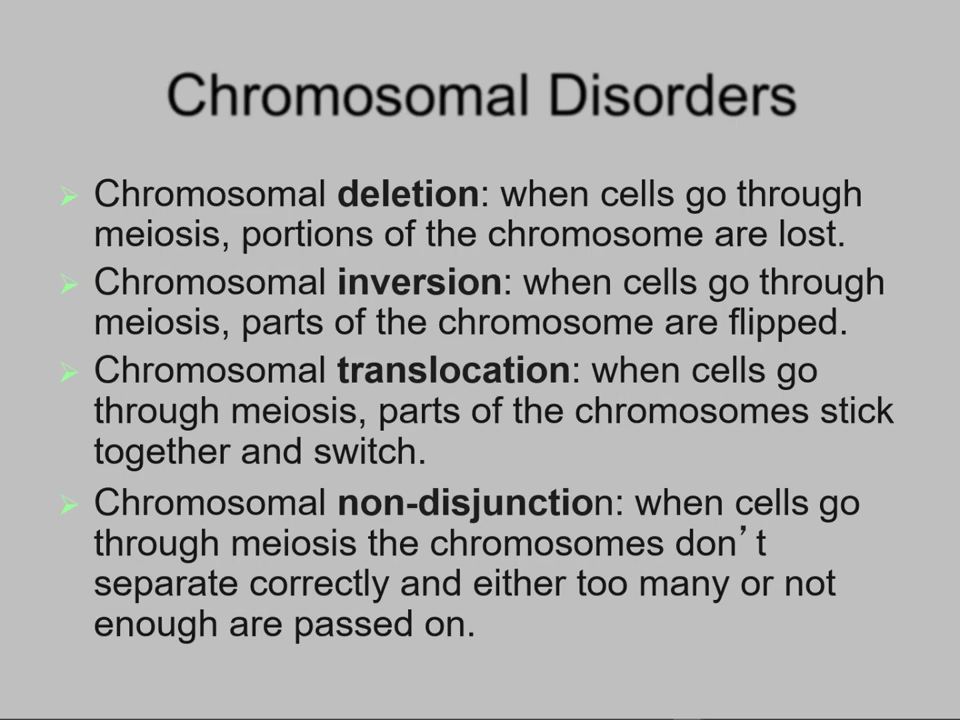 Chromosomal Disorders
Chromosomal deletion: when cells go through
meiosis, portions of the chromosome are lost.
Chromosomal inversion: when cells go through
meiosis, parts of the chromosome are flipped.
Chromosomal translocation: when cells go
through meiosis, parts of the chromosomes stick
together and switch.
Chromosomal non-disjunction: when cells go
through meiosis the chromosomes don’t
separate correctly and either too many or not
enough are passed on.